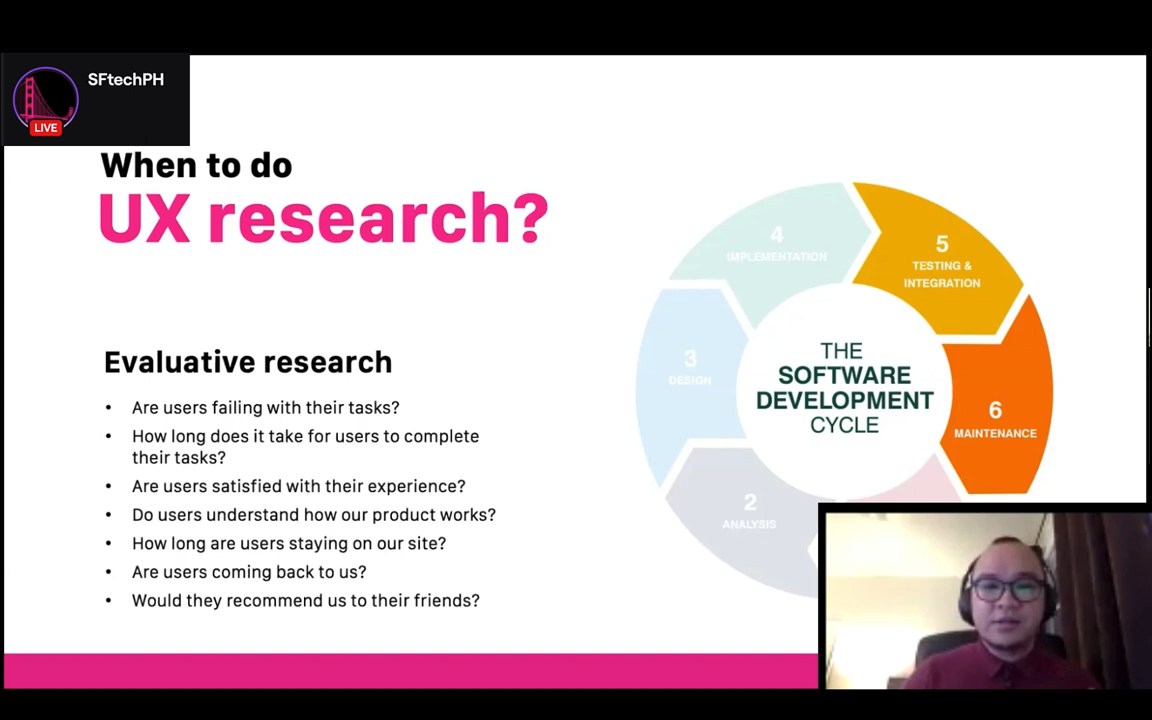 SFtechPH
LIVE
When to do
UX research?
Evaluative research
• Are users failing with their tasks?
• How long does it take for users to complete
their tasks?
• Are users satisfied with their experience?
• Do users understand how our product works?
• How long are users staying on our site?
• Are users coming back to us?
• Would they recommend us to their friends?
4
IMPLEMENTATION
5
TESTING &
INTEGRATION
3
DESIGN
THE
SOFTWARE
DEVELOPMENT
CYCLE
6
MAINTENANCE
2
ANALYSIS